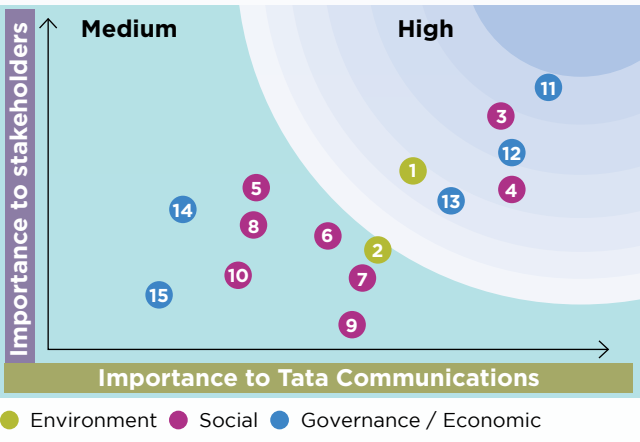 Medium
High
Importance to stakeholders
11
3
12
1
4
5
13
14
8
6
2
10
7
15
9
Importance to Tata Communications
Environment
Social
Governance / Economic